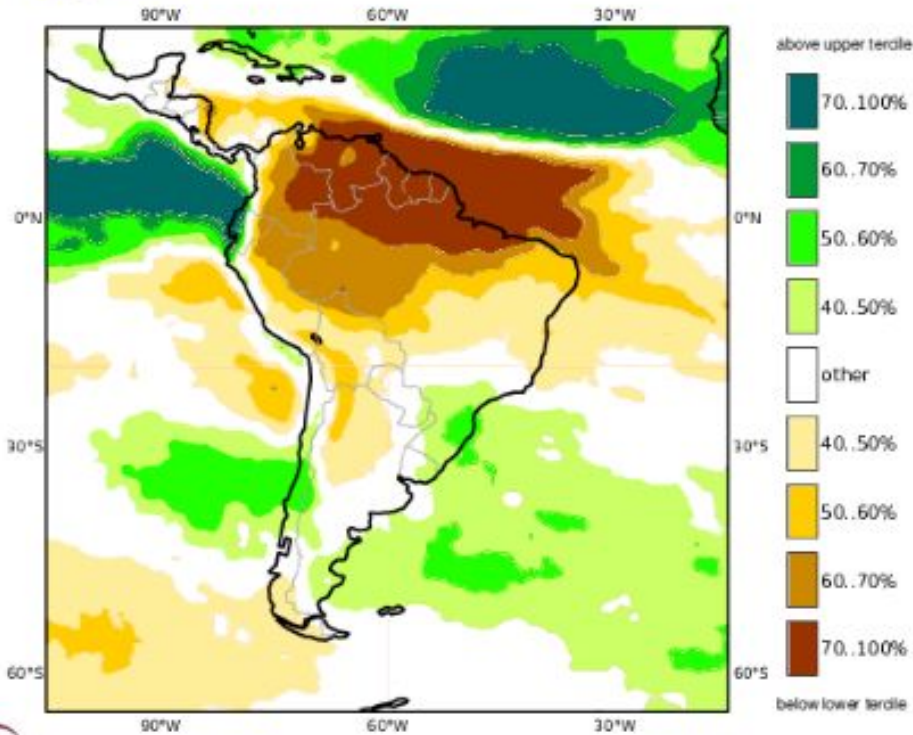 90°W 60°W 30°W
above upper tercile
70..100%
60..70%
50..60%
40..50%
other
40..50%
50..60%
60..70%
70..100%
below lower tercile
0°N 0°N
30°S 30°S
60°S 60°S
90°W 60°W 30°W